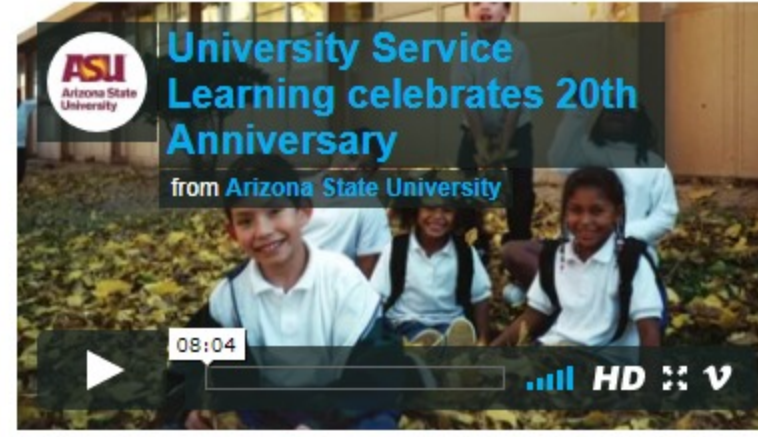 ASU
Arizona State
University
University Service
Learning celebrates 20th
Anniversary
from Arizona State University
08:04
HD